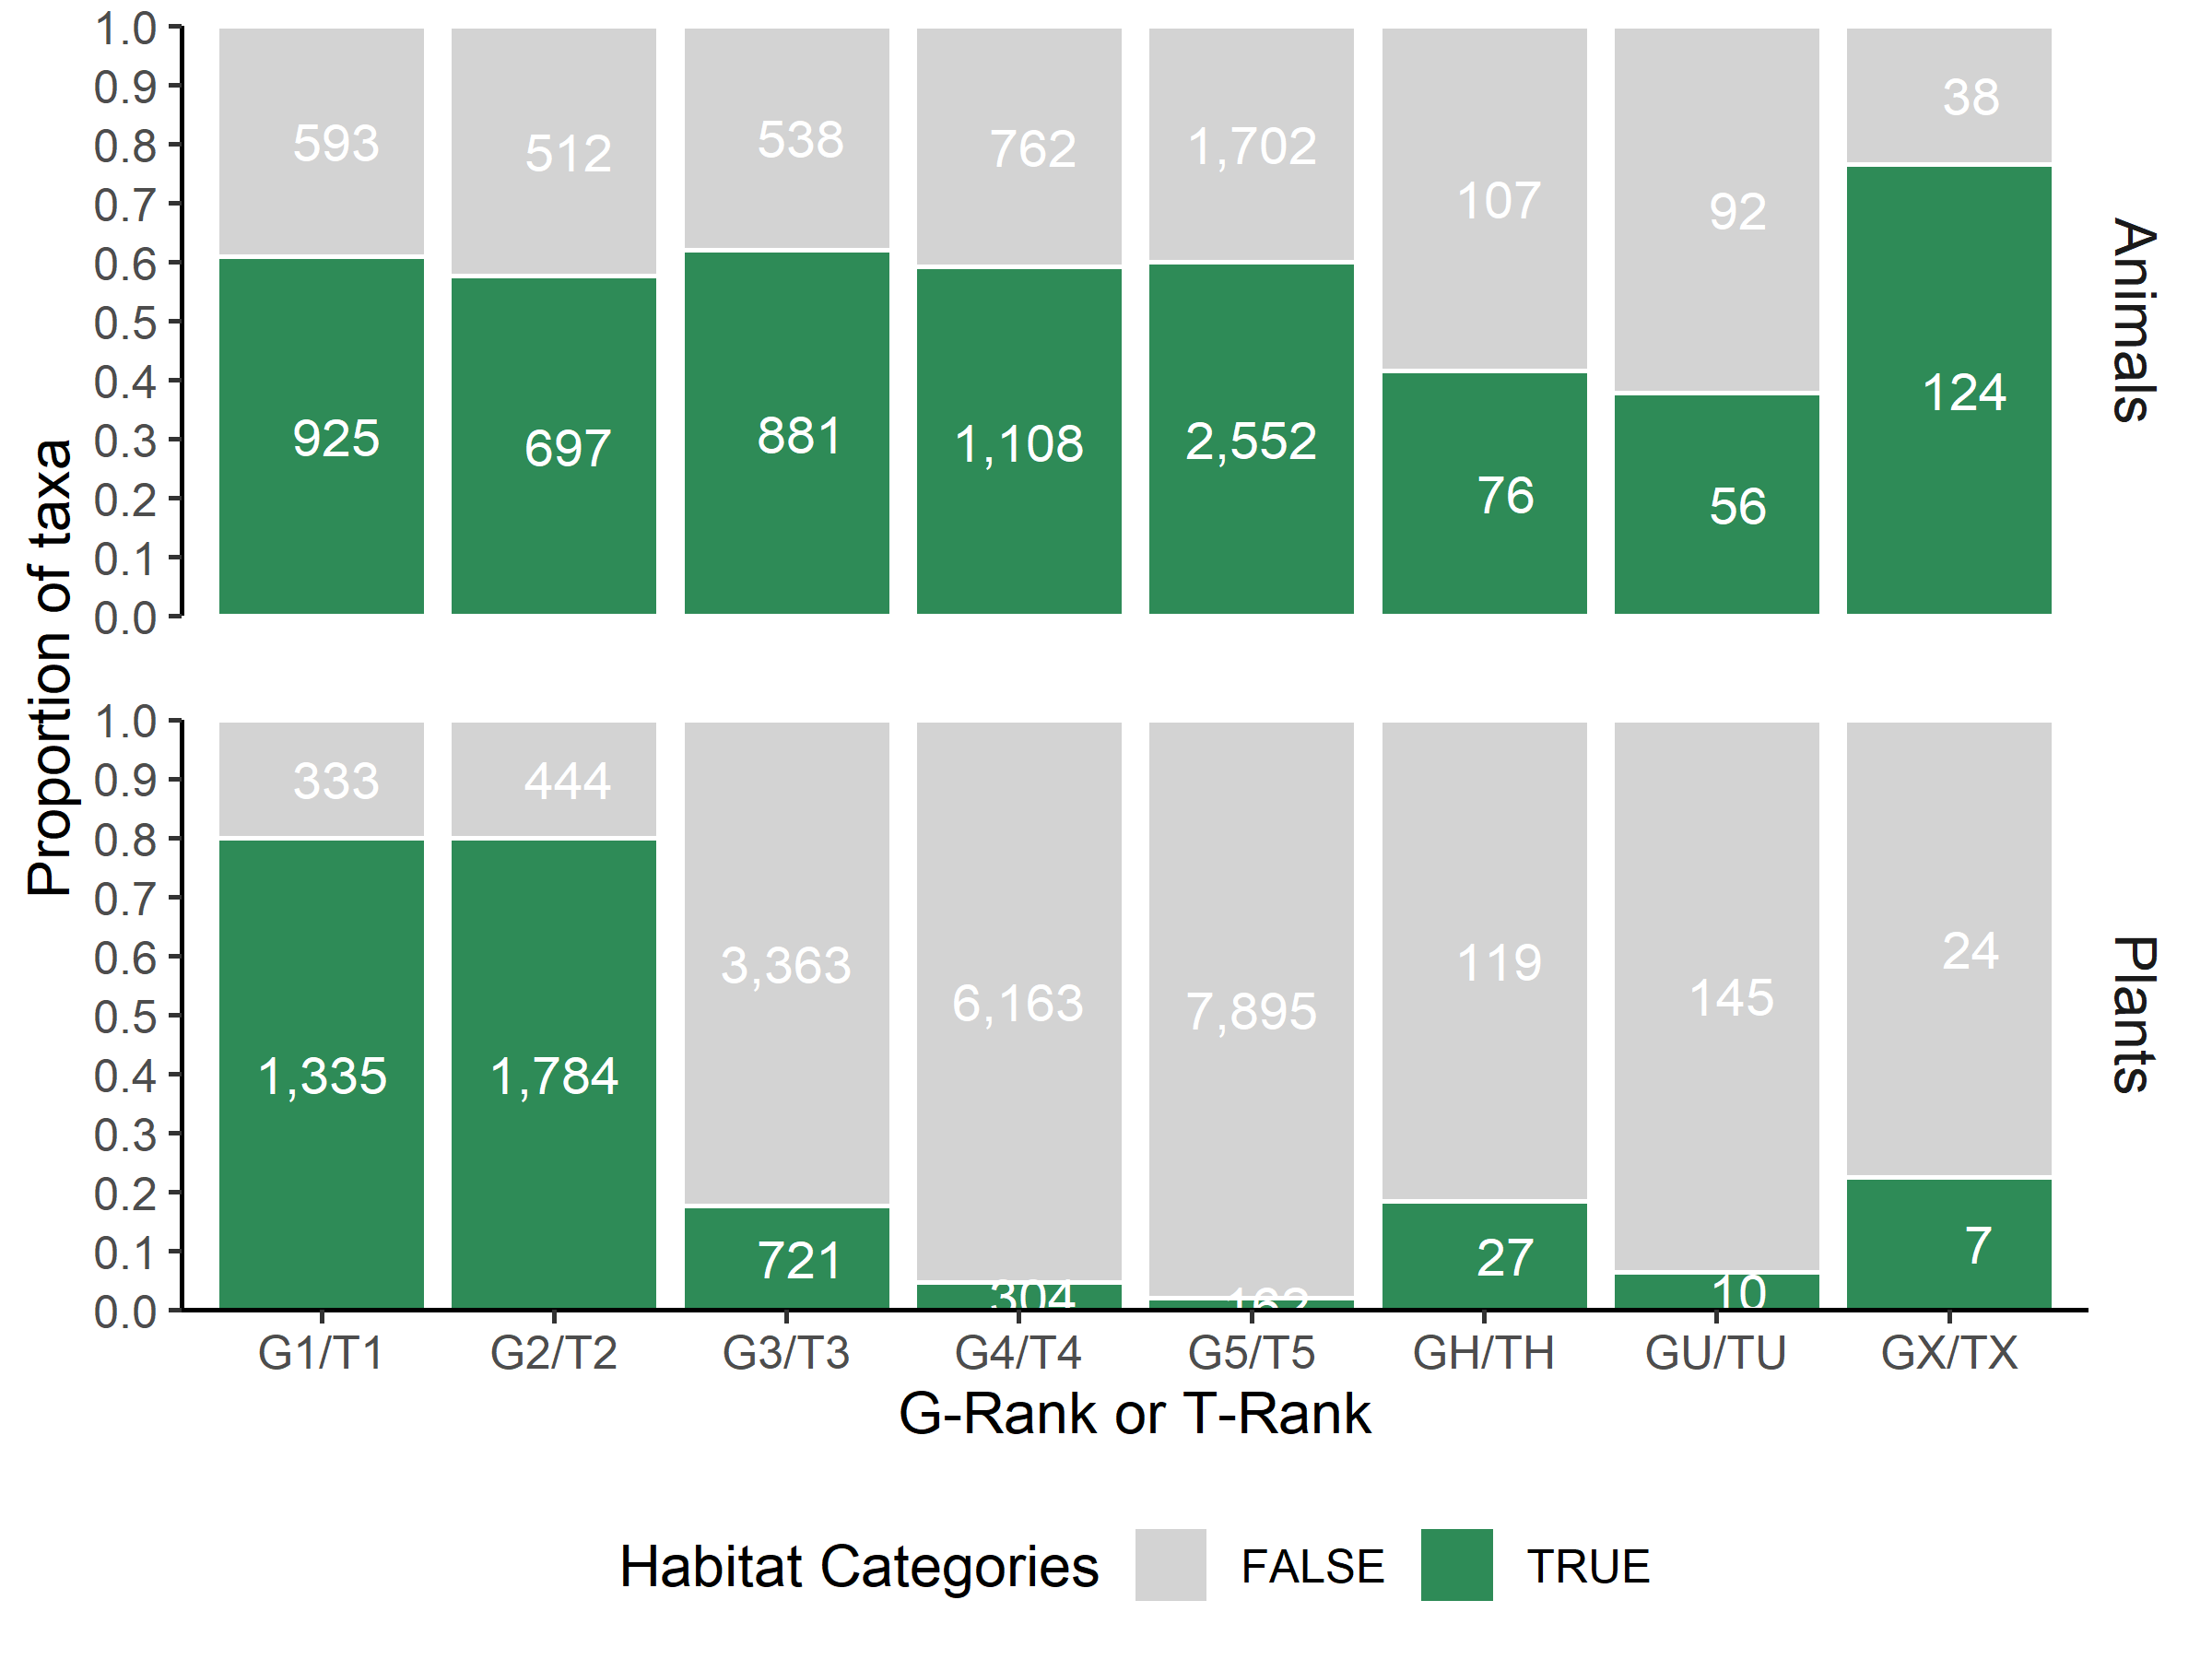 1.0
0.9
0.8
0.7
0.6
0.5
0.4
0.3
0.2
0.1
0.0
593 512 538 762 1,702 107 92 38
925 697 881 1,108 2,552 76 56 124
Animals
Proportion of taxa
1.0
0.9
0.8
0.7
0.6
0.5
0.4
0.3
0.2
0.1
0.0
333 444 3,363 6,163 7,895 119 145 24
1,335 1,784 721 304 162 27 10 7
Plants
G1/T1 G2/T2 G3/T3 G4/T4 G5/T5 GH/TH GU/TU GX/TX
G-Rank or T-Rank
Habitat Categories FALSE TRUE